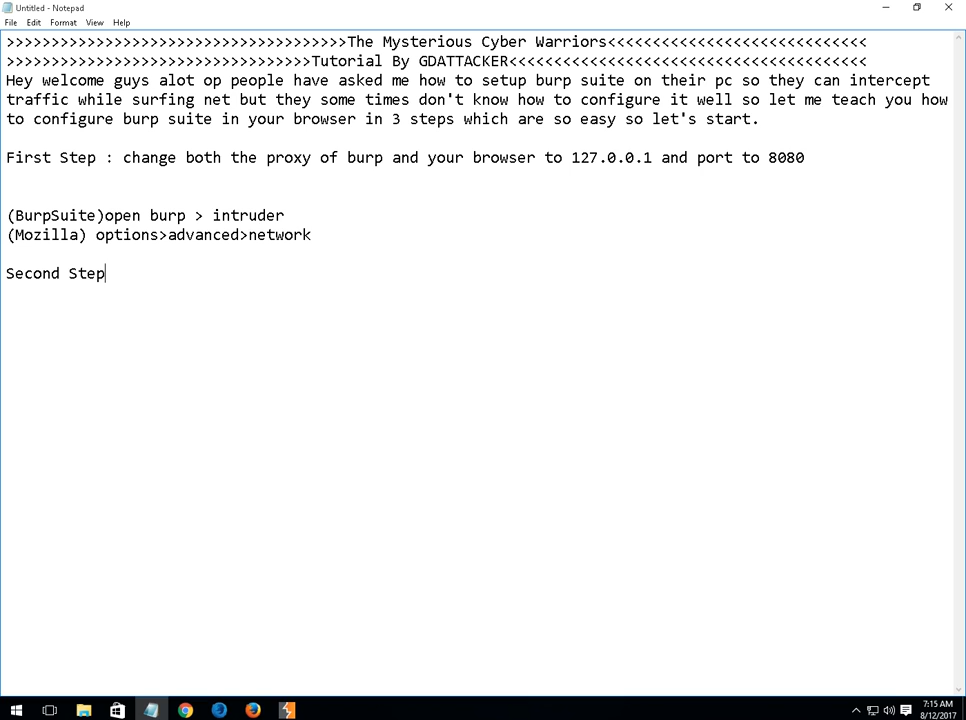 Untitled - Notepad
File Edit Format View Help
>>>>>>>>>>>>>>>>>>>>>>>>>>>>>>>>>>>>>>The Mysterious Cyber Warriors<<<<<<<<<<<<<<<<<<<<<<<<<<<<<
>>>>>>>>>>>>>>>>>>>>>>>>>>>>>>>>>>Tutorial By GDATTACKER<<<<<<<<<<<<<<<<<<<<<<<<<<<<<<<<<<<<<<<<
Hey welcome guys alot op people have asked me how to setup burp suite on their pc so they can intercept
traffic while surfing net but they some times don't know how to configure it well so let me teach you how
to configure burp suite in your browser in 3 steps which are so easy so let's start.
First Step : change both the proxy of burp and your browser to 127.0.0.1 and port to 8080
(BurpSuite)open burp > intruder
(Mozilla) options>advanced>network
Second Step
7:15 AM
8/12/2017